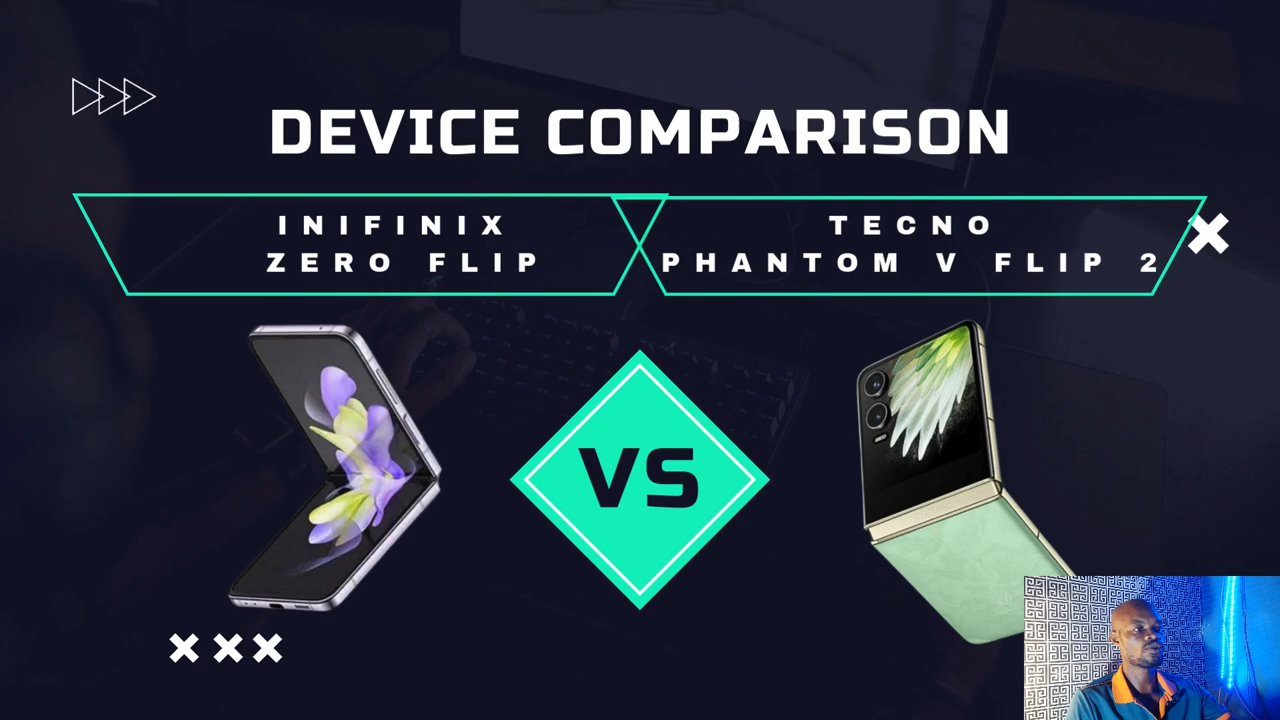 DEVICE COMPARISON
INIFINIX
ZERO FLIP
TECNO
PHANTOM V FLIP 2
VS